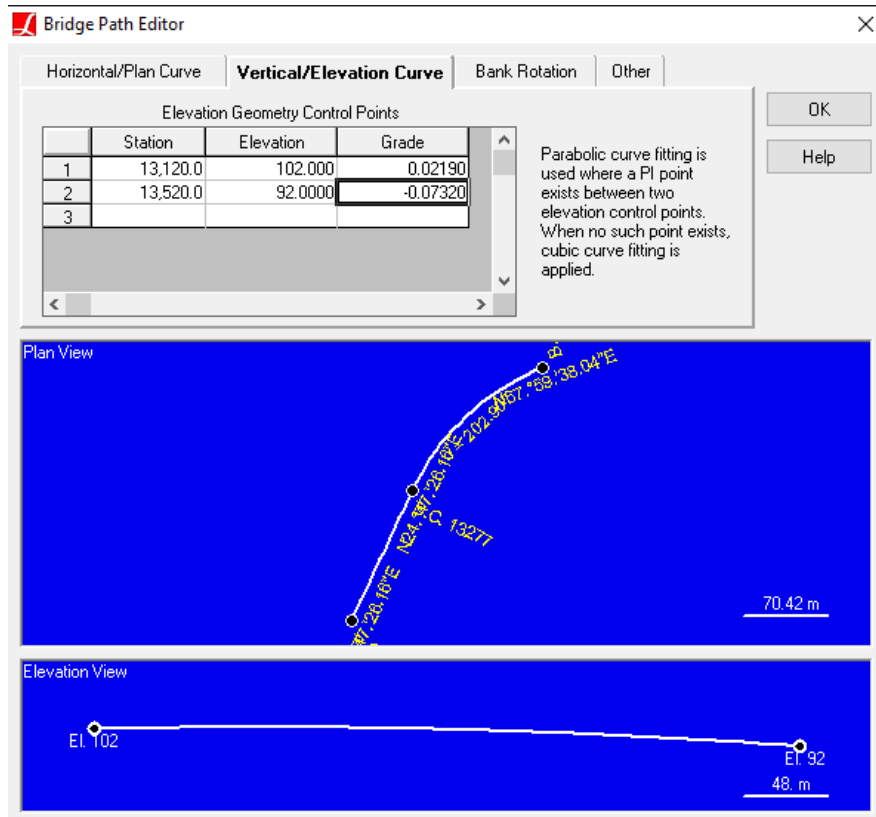 Bridge Path Editor
Horizontal/Plan Curve Vertical/Elevation Curve Bank Rotation Other
Elevation Geometry Control Points
Station Elevation Grade
1 13,120.0 102.000 0.02190
2 13,520.0 92.0000 -0.07320
3
Parabolic curve fitting is
used where a PI point
exists between two
elevation control points.
When no such point exists,
cubic curve fitting is
applied.
OK
Help
Plan View
13277
70.42 m
Elevation View
El. 102
El. 92
48. m